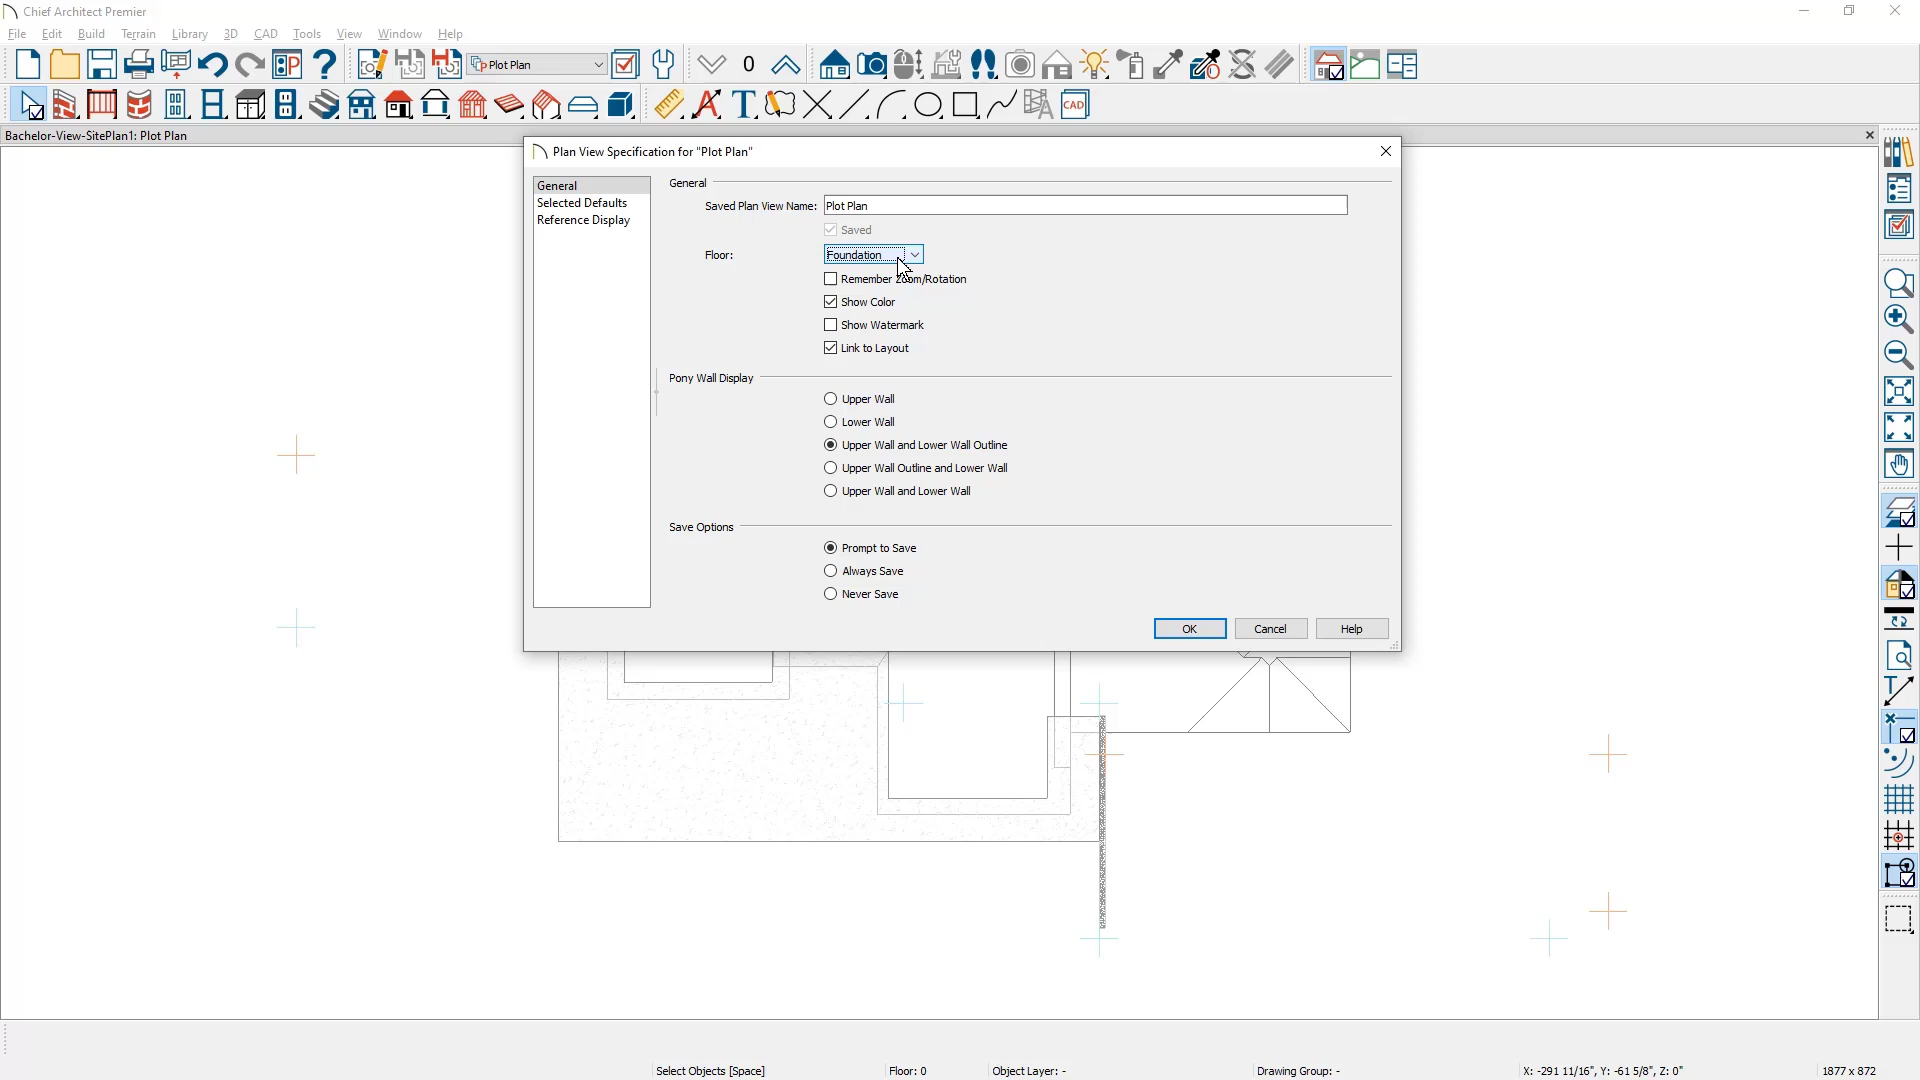 Chief Architect Premier
File Edit Build Terrain Library 3D CAD Tools View Window Help
Plot Plan 0
CAD
Bachelor-View-SitePlan1: Plot Plan
Plan View Specification for "Plot Plan"
General
Selected Defaults
Reference Display
General
Saved Plan View Name: Plot Plan
Saved
Floor: Foundation
Remember Zoom/Rotation
Show Color
Show Watermark
Link to Layout
Pony Wall Display
Upper Wall
Lower Wall
Upper Wall and Lower Wall Outline
Upper Wall Outline and Lower Wall
Upper Wall and Lower Wall
Save Options
Prompt to Save
Always Save
Never Save
OK Cancel Help
Select Objects [Space] Floor: 0 Object Layer: - Drawing Group: - X: -291 11/16", Y: -61 5/8", Z: 0" 1877 x 872